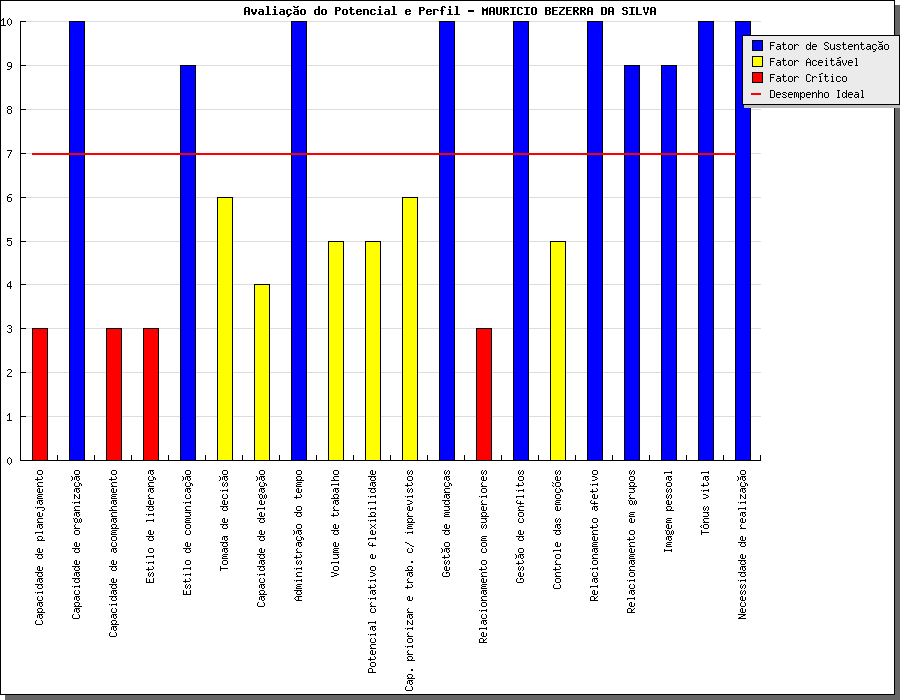 Avaliação do Potencial e Perfil - MAURICIO BEZERRA DA SILVA
Fator de Sustentação
Fator Aceitável
Fator Crítico
Desempenho Ideal
10
9
8
7
6
5
4
3
2
1
0
Capacidade de planejamento
Capacidade de organização
Capacidade de acompanhamento
Estilo de liderança
Estilo de comunicação
Tomada de decisão
Capacidade de delegação
Administração do tempo
Volume de trabalho
Potencial criativo e flexibilidade
Cap. priorizar e trab. c/ imprevistos
Gestão de mudanças
Relacionamento com superiores
Gestão de conflitos
Controle das emoções
Relacionamento afetivo
Relacionamento em grupos
Imagem pessoal
Tônus vital
Necessidade de realização